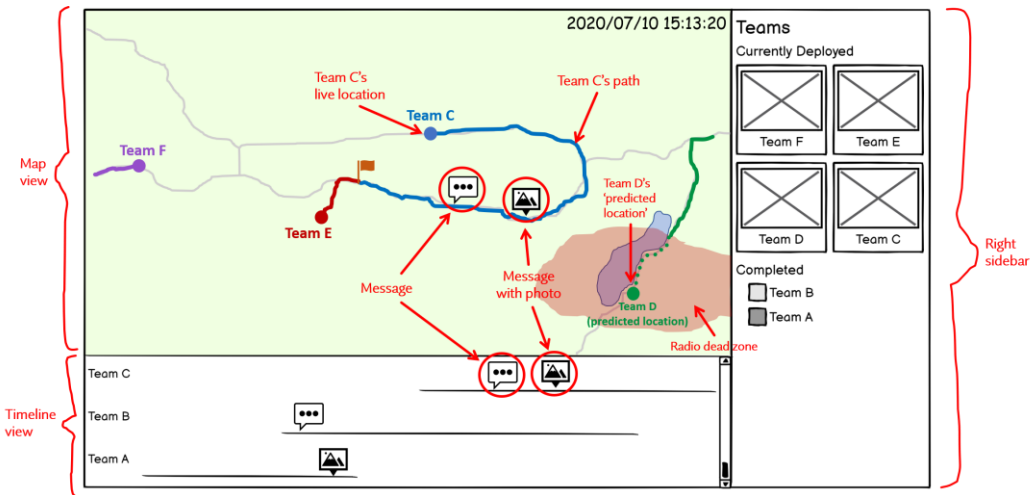 2020/07/10 15:13:20
Team C's
live location
Team C's path
Team C
Map
view
Team F
Team E
Team D's
'predicted
location'
Message
Message
with photo
Team D
(predicted location)
Radio dead zone
Teams
Currently Deployed
Team F
Team E
Team D
Team C
Completed
Team B
Team A
Right
sidebar
Timeline
view
Team C
Team B
Team A